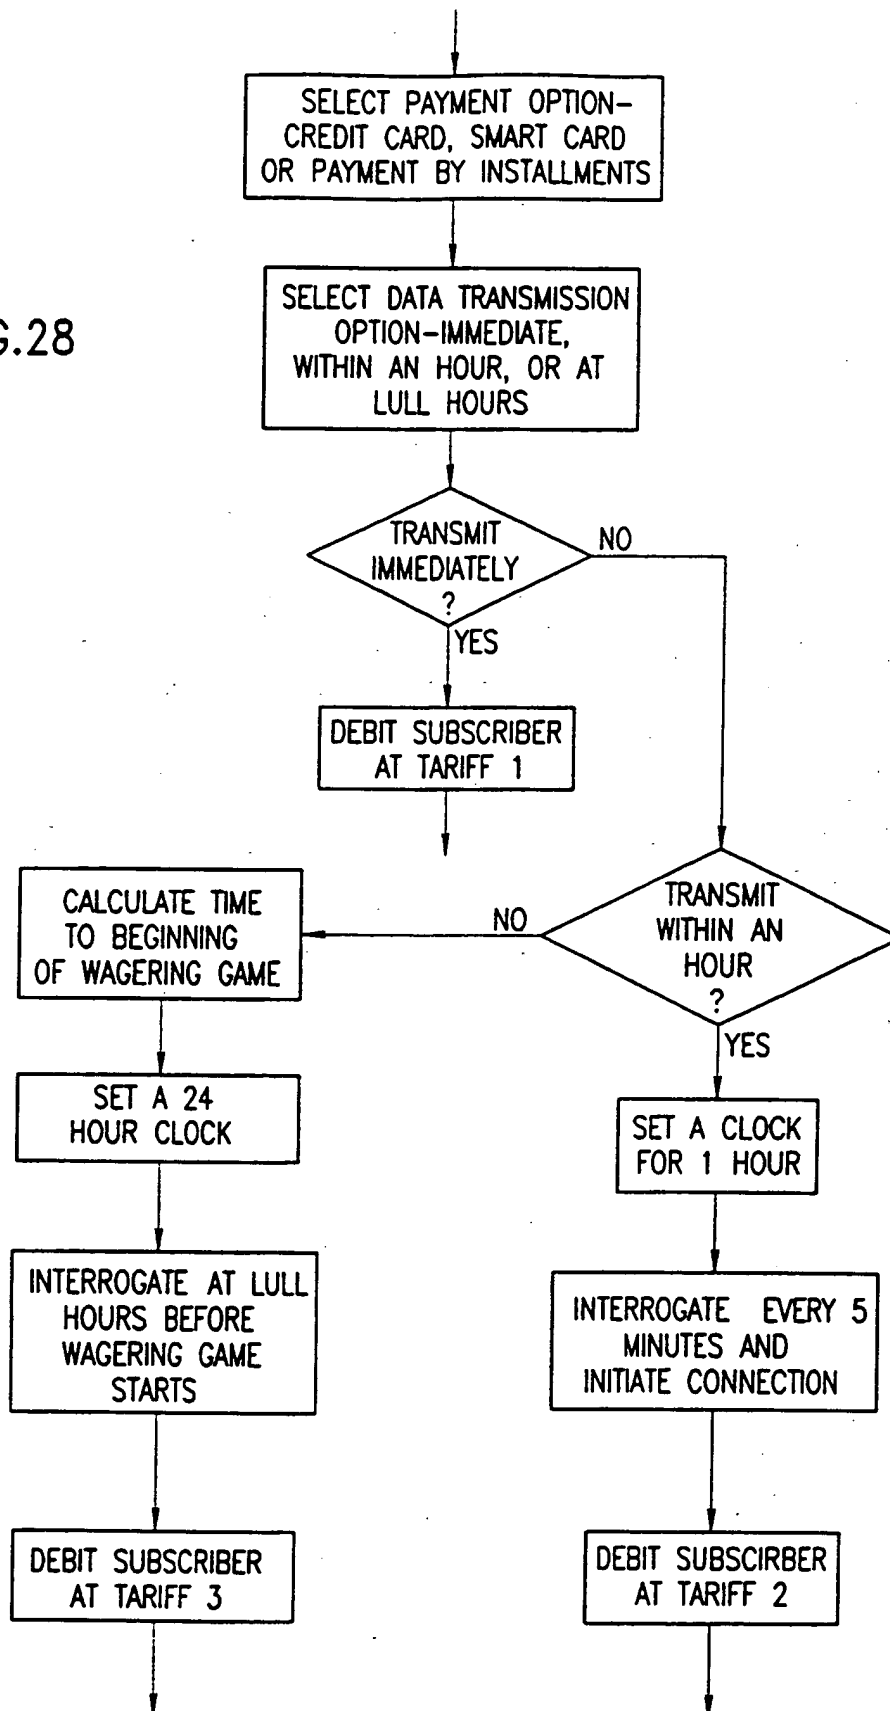 SELECT PAYMENT OPTION-
CREDIT CARD, SMART CARD
OR PAYMENT BY INSTALLMENTS
SELECT DATA TRANSMISSION
OPTION-IMMEDIATE,
WITHIN AN HOUR, OR AT
LULL HOURS
G.28
TRANSMIT
IMMEDIATELY
?
NO
YES
DEBIT SUBSCRIBER
AT TARIFF 1
TRANSMIT
WITHIN AN
HOUR
?
NO
YES
CALCULATE TIME
TO BEGINNING
OF WAGERING GAME
SET A 24
HOUR CLOCK
INTERROGATE AT LULL
HOURS BEFORE
WAGERING GAME
STARTS
DEBIT SUBSCRIBER
AT TARIFF 3
SET A CLOCK
FOR 1 HOUR
INTERROGATE EVERY 5
MINUTES AND
INITIATE CONNECTION
DEBIT SUBSCIRBER
AT TARIFF 2